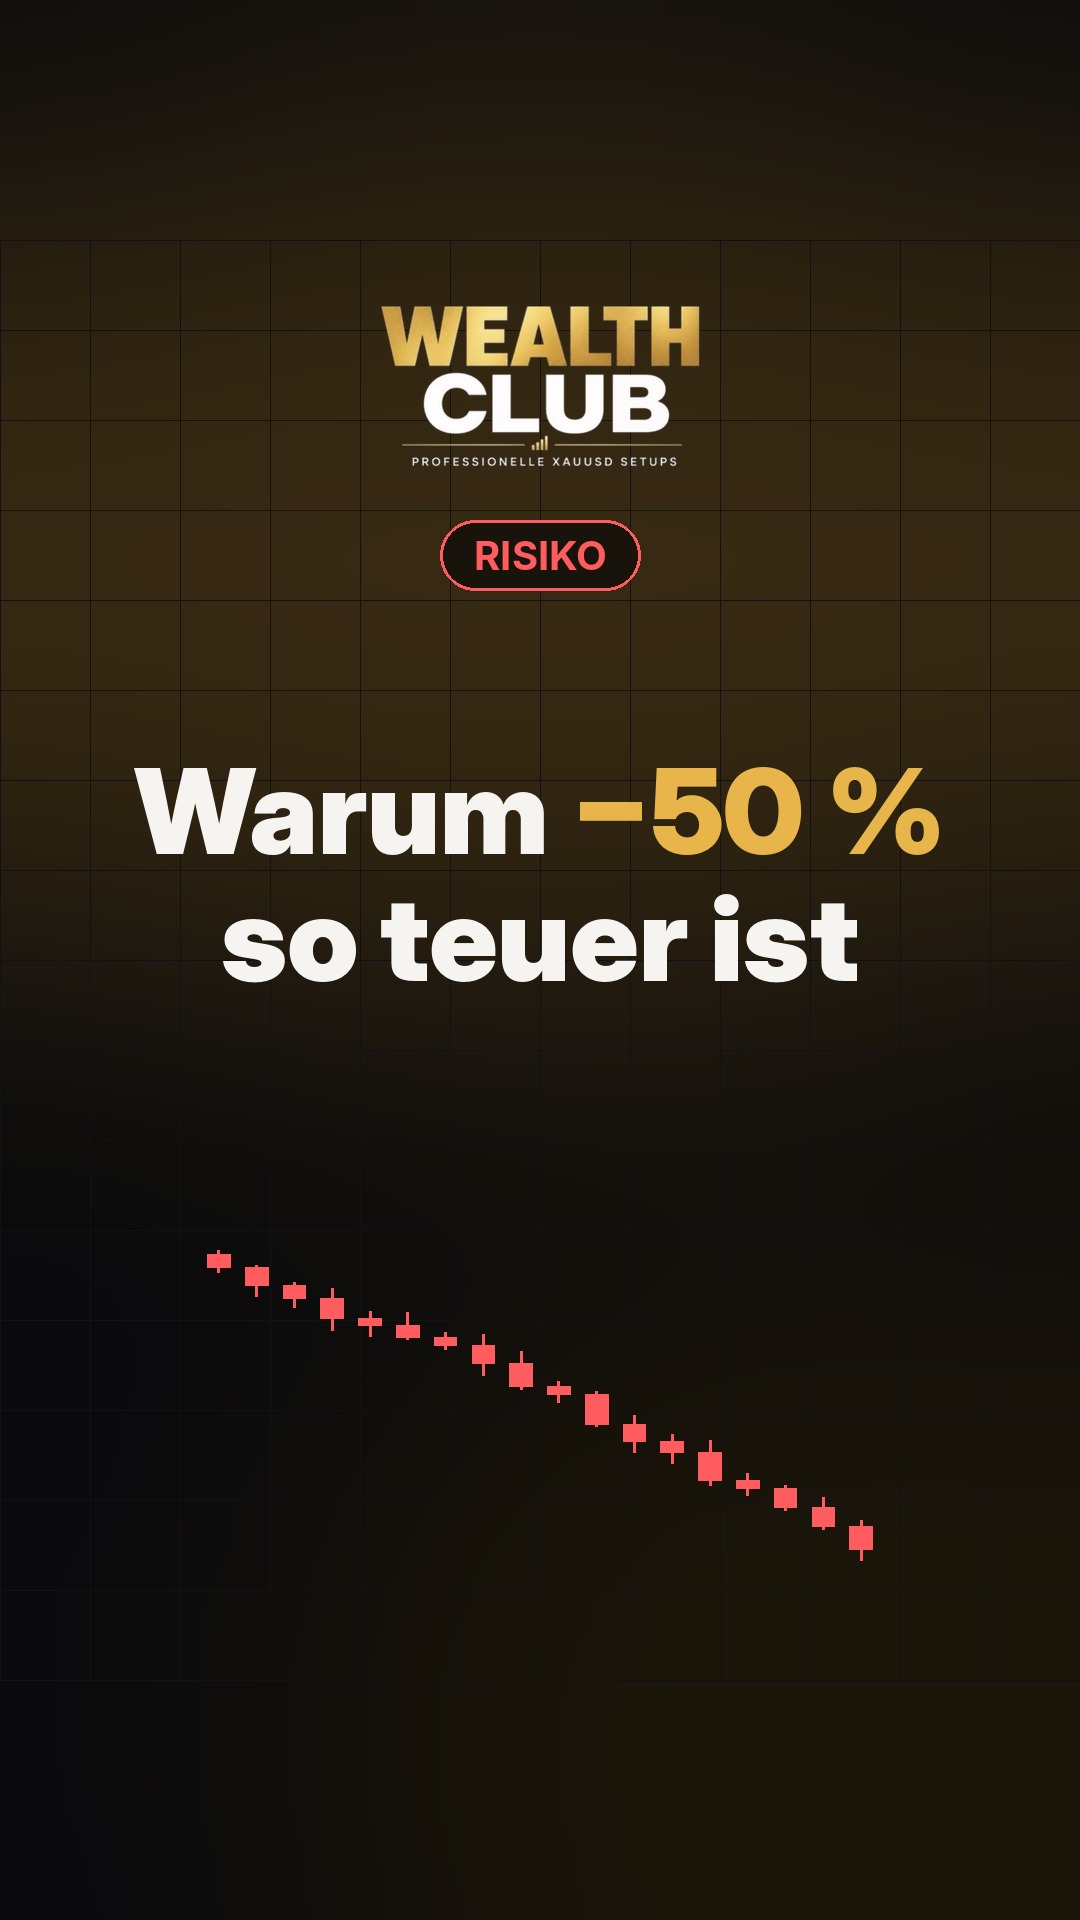 WEALTH
CLUB
PROFESSIONELLE XAUUSD SETUPS
RISIKO
Warum −50 %
so teuer ist